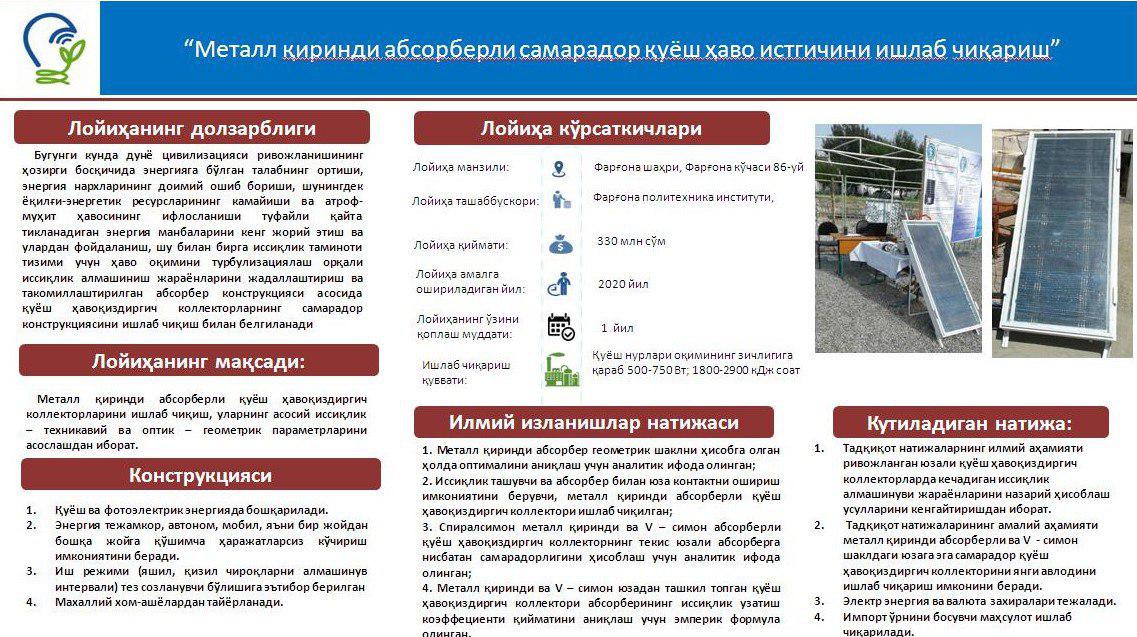 “Металл қиринди абсорберли самарадор қуёш ҳаво истгичини ишлаб чиқариш”
Лойиҳанинг долзарблиги
Бугунги кунда дунё цивилизацияси ривожланишининг
ҳозирги босқичида энергияга бўлган талабнинг ортиши,
энергия нархларининг доимий ошиб бориши, шунингдек
ёқилғи-энергетик ресурсларининг камайиши ва атроф-
муҳит ҳавосининг ифлосланиши туфайли қайта
тикланадиган энергия манбаларини кенг жорий этиш ва
улардан фойдаланиш, шу билан бирга иссиқлик таминоти
тизими учун ҳаво оқимини турбулизациялаш орқали
иссиқлик алмашиниш жараёнларини жадаллаштириш ва
такомиллаштирилган абсорбер конструкцияси асосида
қуёш ҳавоқиздиргич коллекторларнинг самарадор
конструкциясини ишлаб чиқиш билан белгиланади
Лойиҳанинг мақсади:
Металл қиринди абсорберли қуёш ҳавоқиздиргич
коллекторларини ишлаб чиқиш, уларнинг асосий иссиқлик
– техникавий ва оптик – геометрик параметрларини
асослашдан иборат.
Конструкцияси
1. Қуёш ва фотоэлектрик энергияда бошқарилади.
2. Энергия тежамкор, автоном, мобил, яъни бир жойдан
бошқа жойга қўшимча ҳаражатларсиз кўчириш
имкониятини беради.
3. Иш режими (яшил, қизил чироқларни алмашинув
интервали) тез созланувчи бўлишига эътибор берилган
4. Махаллий хом-ашёлардан тайёрланади.
Лойиҳа кўрсаткичлари
Лойиҳа манзили: Фарғона шаҳри, Фарғона кўчаси 86-уй
Лойиҳа ташаббускори: Фарғона политехника институти,
Лойиҳа қиймати: 330 млн сўм
Лойиҳа амалга
ошириладиган йил: 2020 йил
Лойиҳанинг ўзини
қоплаш муддати: 1 йил
Ишлаб чиқариш
қуввати:
Қуёш нурлари оқимининг зичлигига
қараб 500-750 Вт; 1800-2900 кДж соат
Илмий изланишлар натижаси
1. Металл қиринди абсорбер геометрик шаклни ҳисобга олган
ҳолда оптималини аниқлаш учун аналитик ифода олинган;
2. Иссиқлик ташувчи ва абсорбер билан юза контактни ошириш
имкониятини берувчи, металл қиринди абсорберли қуёш
ҳавоқиздиргич коллектори ишлаб чиқилган;
3. Спиралсимон металл қиринди ва V – симон абсорберли
қуёш ҳавоқиздиргич коллекторнинг текис юзали абсорберга
нисбатан самарадорлигини ҳисоблаш учун аналитик ифода
олинган;
4. Металл қиринди ва V – симон юзадан ташкил топган қуёш
ҳавоқиздиргич коллектори абсорберининг иссиқлик узатиш
коэффециенти қийматини аниқлаш учун эмперик формула
олинган.
Кутиладиган натижа:
1. Тадқиқот натижаларнинг илмий аҳамияти
ривожланган юзали қуёш ҳавоқиздиргич
коллекторларда кечадиган иссиқлик
алмашинуви жараёнларини назарий ҳисоблаш
усулларини кенгайтиришдан иборат.
2. Тадқиқот натижаларининг амалий аҳамияти
металл қиринди абсорберли ва V - симон
шаклдаги юзага эга самарадор қуёш
ҳавоқиздиргич коллекторини янги авлодини
ишлаб чиқариш имконини беради.
3. Электр энергия ва валюта захиралари тежалади.
4. Импорт ўрнини босувчи маҳсулот ишлаб
чиқарилади.